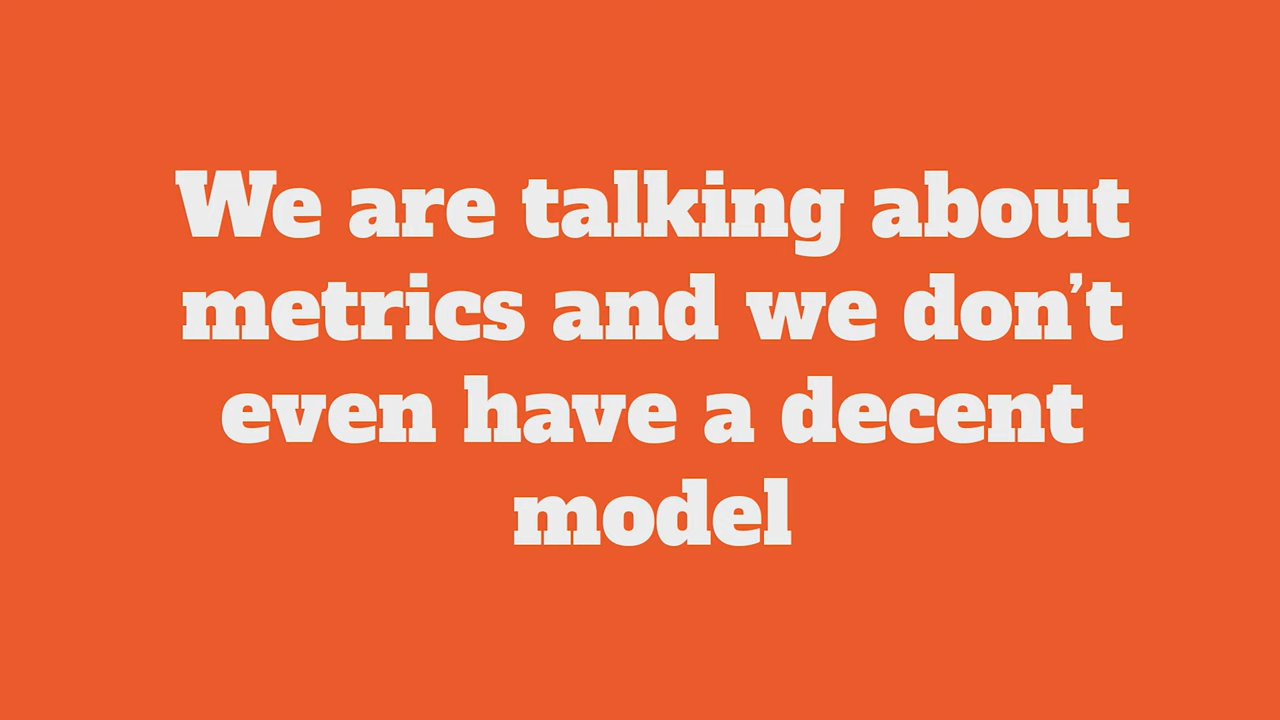 We are talking about
metrics and we don’t
even have a decent
model